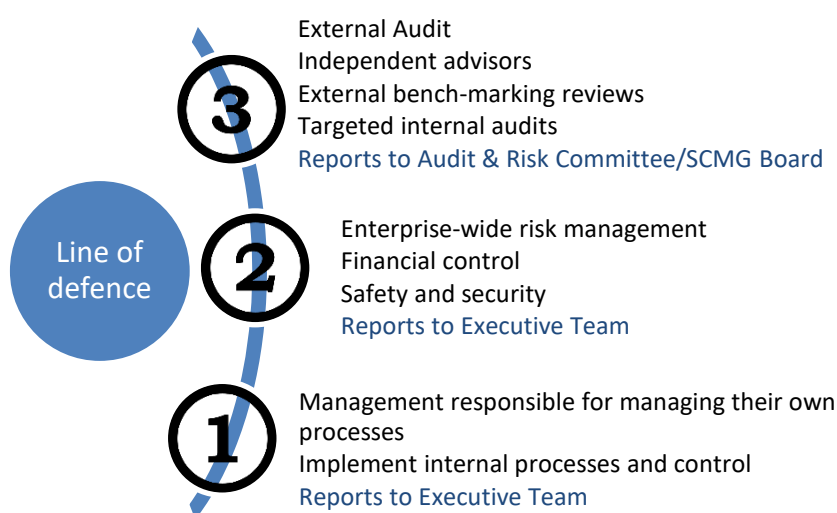 External Audit
Independent advisors
External bench-marking reviews
Targeted internal audits
Reports to Audit & Risk Committee/SCMG Board
3
Line of
defence
2
Enterprise-wide risk management
Financial control
Safety and security
Reports to Executive Team
1
Management responsible for managing their own
processes
Implement internal processes and control
Reports to Executive Team